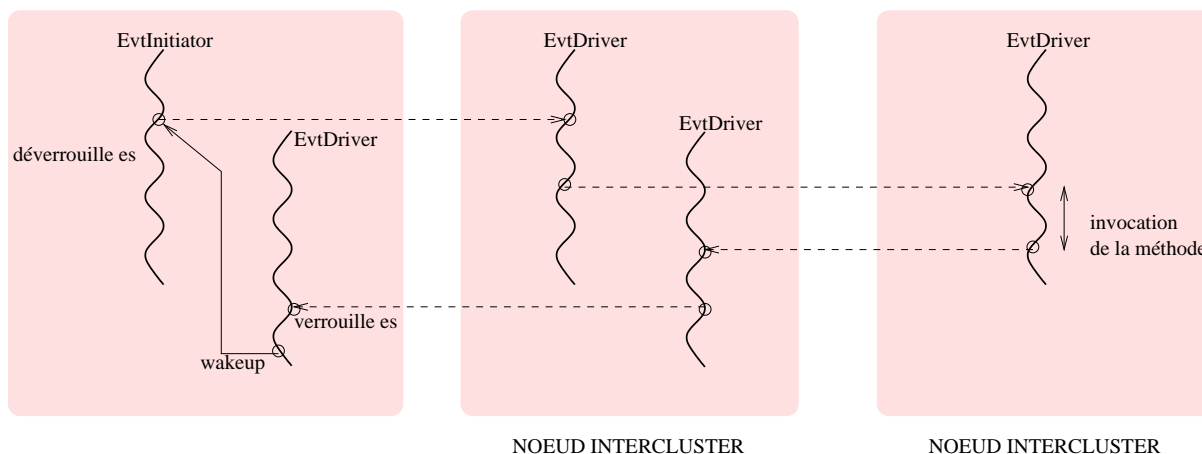 EvtInitiator
EvtDriver
déverrouille es
verrouille es
wakeup
EvtDriver
EvtDriver
EvtDriver
invocation
de la méthode
NOEUD INTERCLUSTER
NOEUD INTERCLUSTER